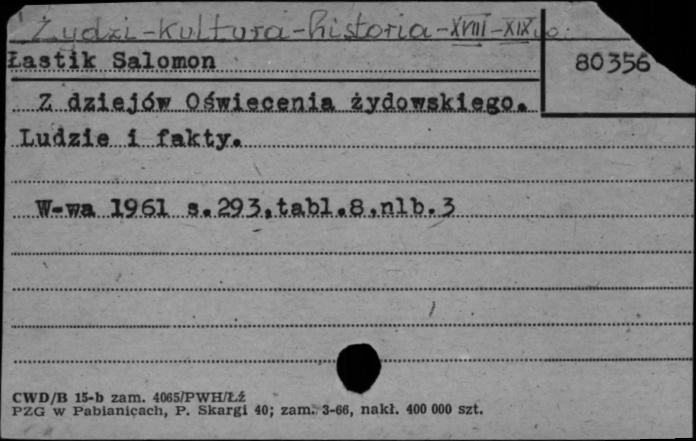 Żydzi-kultura-historia-XVIII-XIX w.
80356
Łastik Salomon
Z dziejów Oświecenia żydowskiego.
Ludzie i fakty.
W-wa 1961 s.293,tabl.8,nlb.3
CWD/B 15-b zam. 4065/PWH/Łź
PZG w Pabianicach, P. Skargi 40; zam. 3-66, nakł. 400 000 szt.